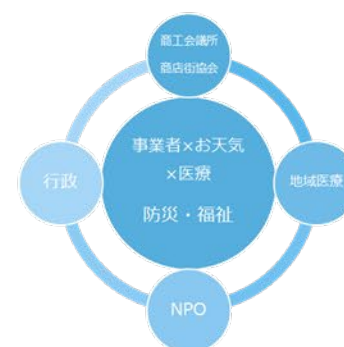 商工会議所
商店街協会
事業者×お天気
×医療
防災・福祉
行政
地域医療
NPO